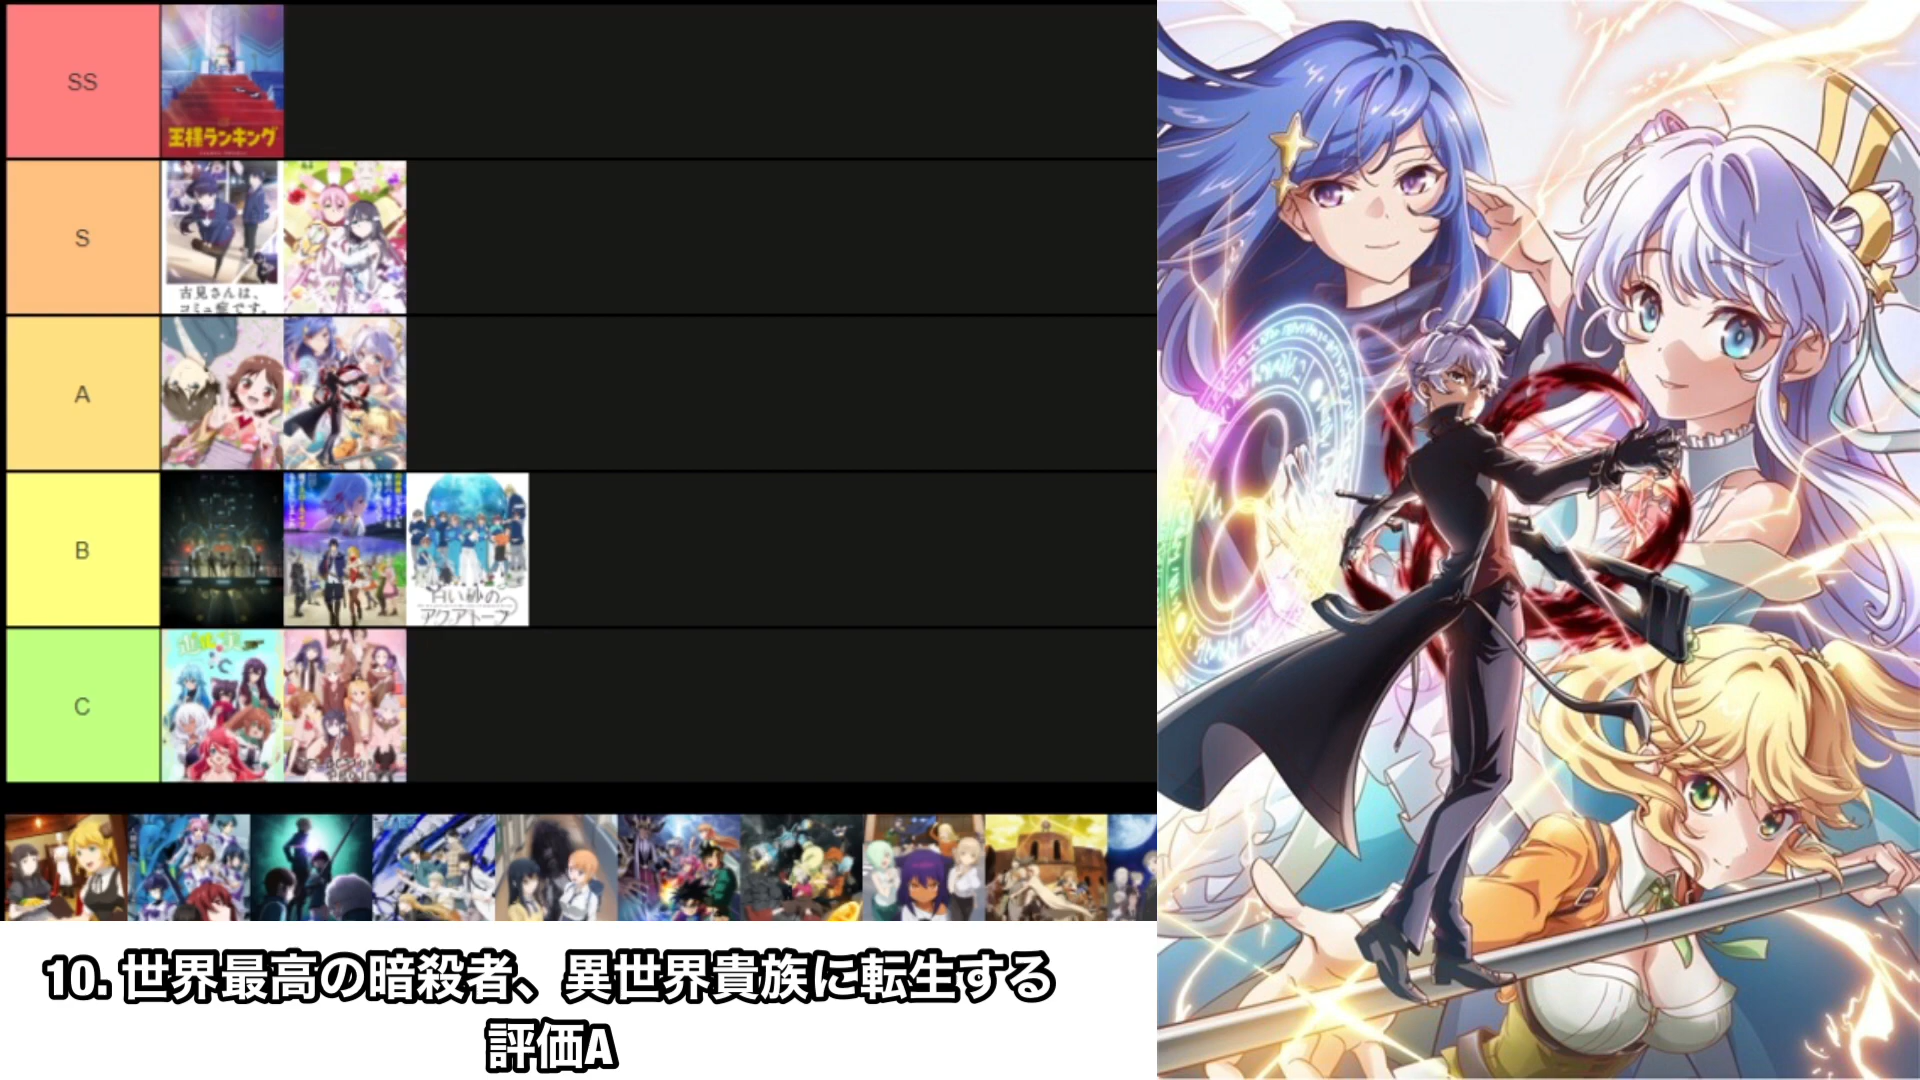 SS
王様ランキング
S
古見さんは、
コミュ症です。
A
B
白い砂の
アクアトープ
C
10. 世界最高の暗殺者、異世界貴族に転生する
評価A